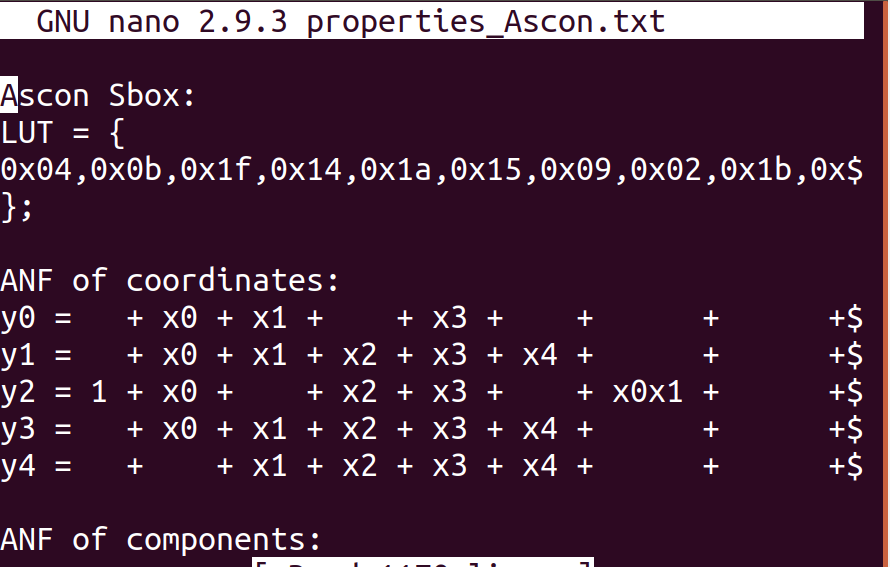 GNU nano 2.9.3 properties_Ascon.txt
Ascon Sbox:
LUT = {
0x04,0x0b,0x1f,0x14,0x1a,0x15,0x09,0x02,0x1b,0x$
};
ANF of coordinates:
y0 =   + x0 + x1 +    + x3 +    +      +      +$
y1 =   + x0 + x1 + x2 + x3 + x4 +      +      +$
y2 = 1 + x0 +    + x2 + x3 +    + x0x1 +      +$
y3 =   + x0 + x1 + x2 + x3 + x4 +      +      +$
y4 =   +    + x1 + x2 + x3 + x4 +      +      +$
ANF of components: